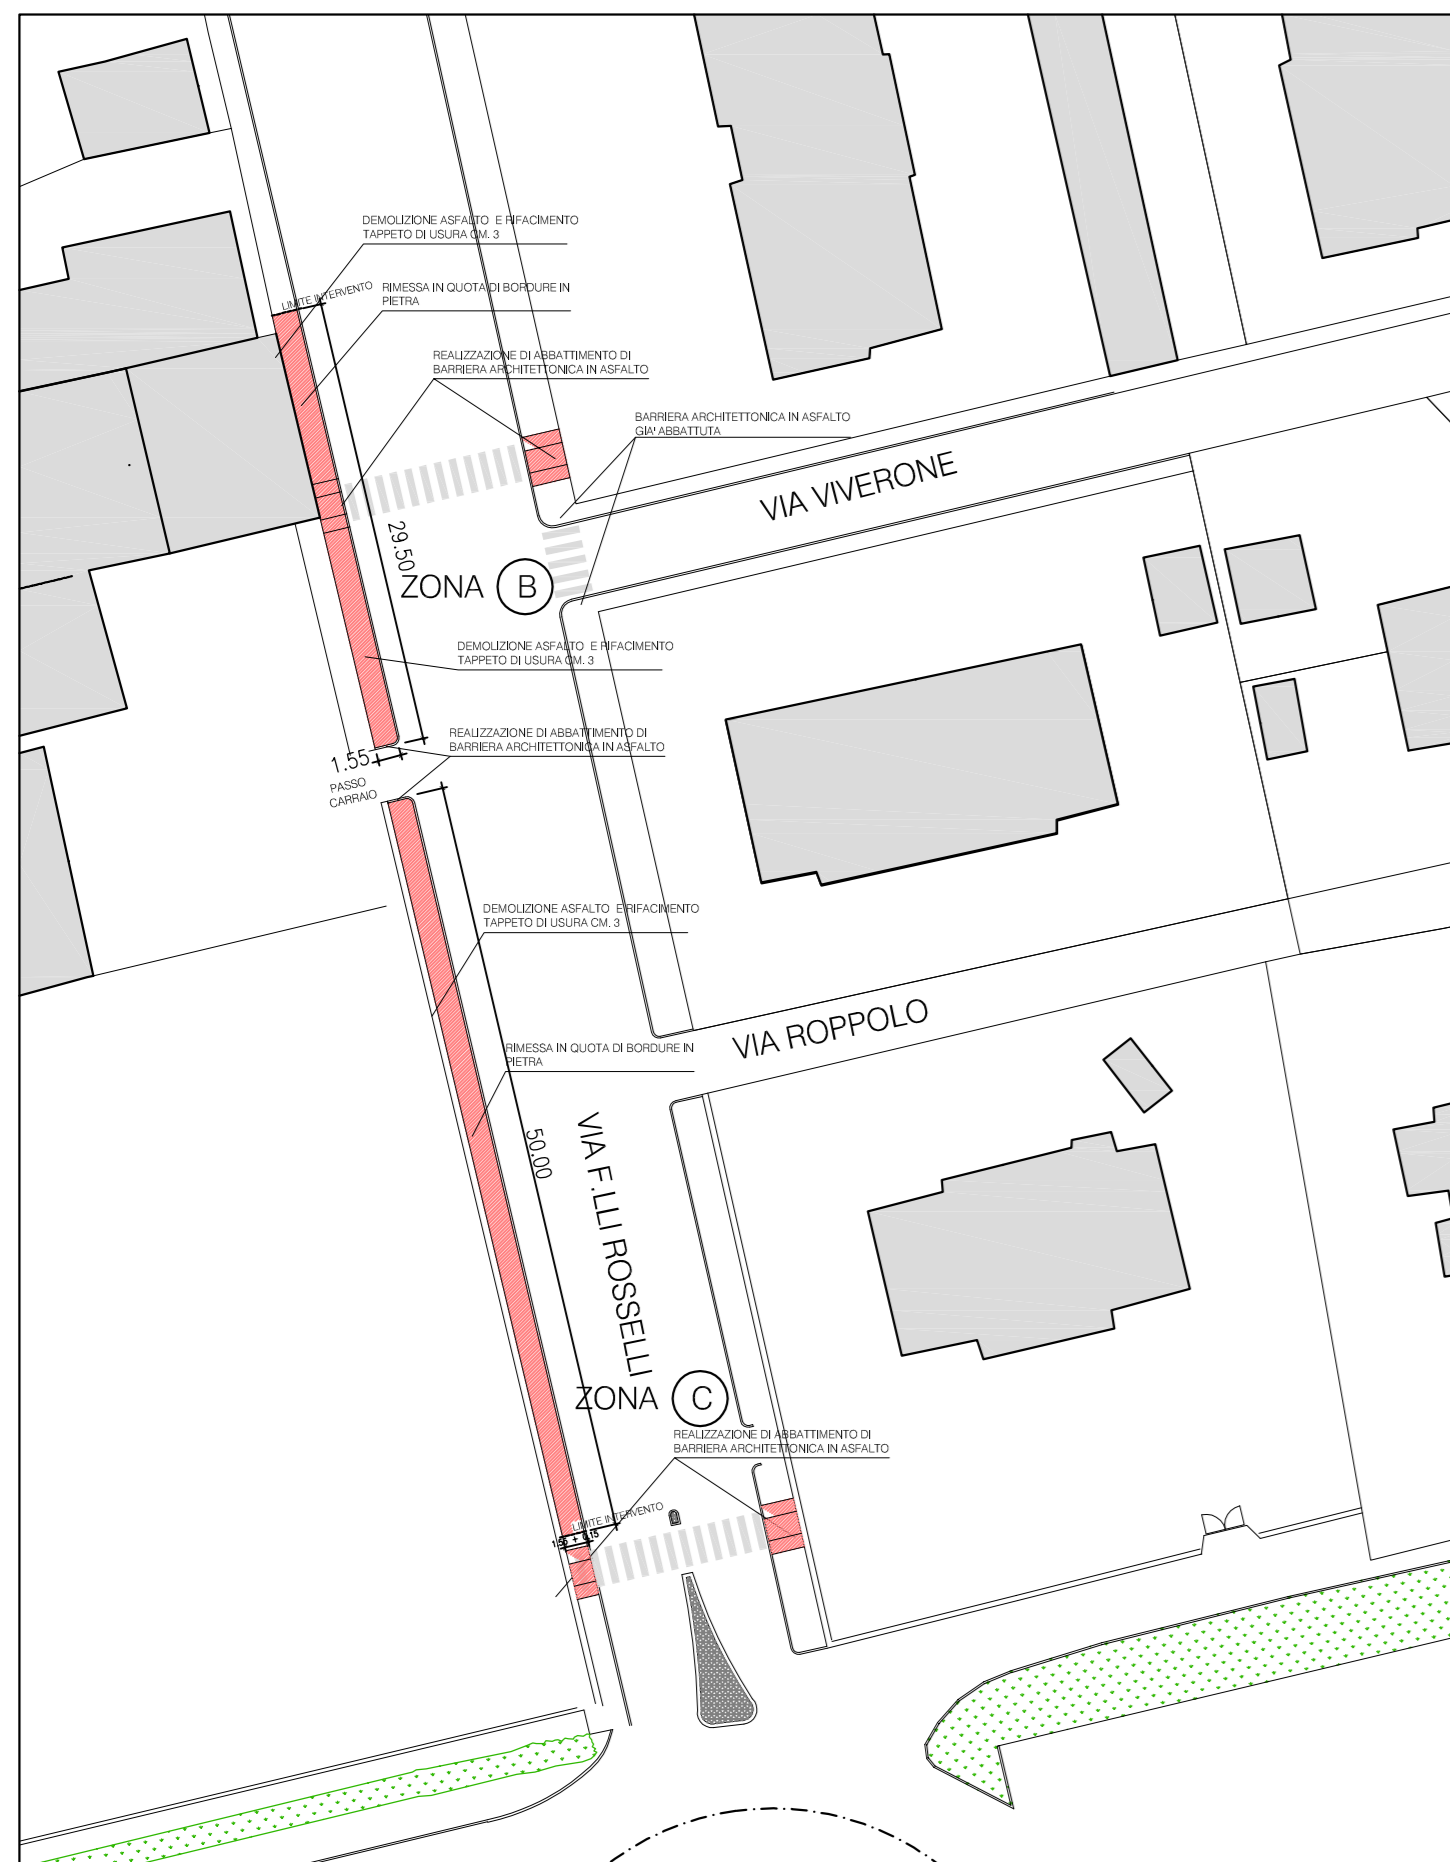 DEMOLIZIONE ASFALTO E RIFACIMENTO
TAPPETO DI USURA CM. 3
LIMITE INTERVENTO
RIMESSA IN QUOTA DI BORDURE IN
PIETRA
REALIZZAZIONE DI ABBATTIMENTO DI
BARRIERA ARCHITETTONICA IN ASFALTO
BARRIERA ARCHITETTONICA IN ASFALTO
GIA' ABBATTUTA
VIA VIVERONE
29.50
ZONA B
DEMOLIZIONE ASFALTO E RIFACIMENTO
TAPPETO DI USURA CM. 3
REALIZZAZIONE DI ABBATTIMENTO DI
BARRIERA ARCHITETTONICA IN ASFALTO
1.55
PASSO
CARRAIO
DEMOLIZIONE ASFALTO E RIFACIMENTO
TAPPETO DI USURA CM. 3
VIA ROPPOLO
RIMESSA IN QUOTA DI BORDURE IN
PIETRA
50.00
VIA F.LLI ROSSELLI
ZONA C
REALIZZAZIONE DI ABBATTIMENTO DI
BARRIERA ARCHITETTONICA IN ASFALTO
LIMITE INTERVENTO
1.55 + 0.15